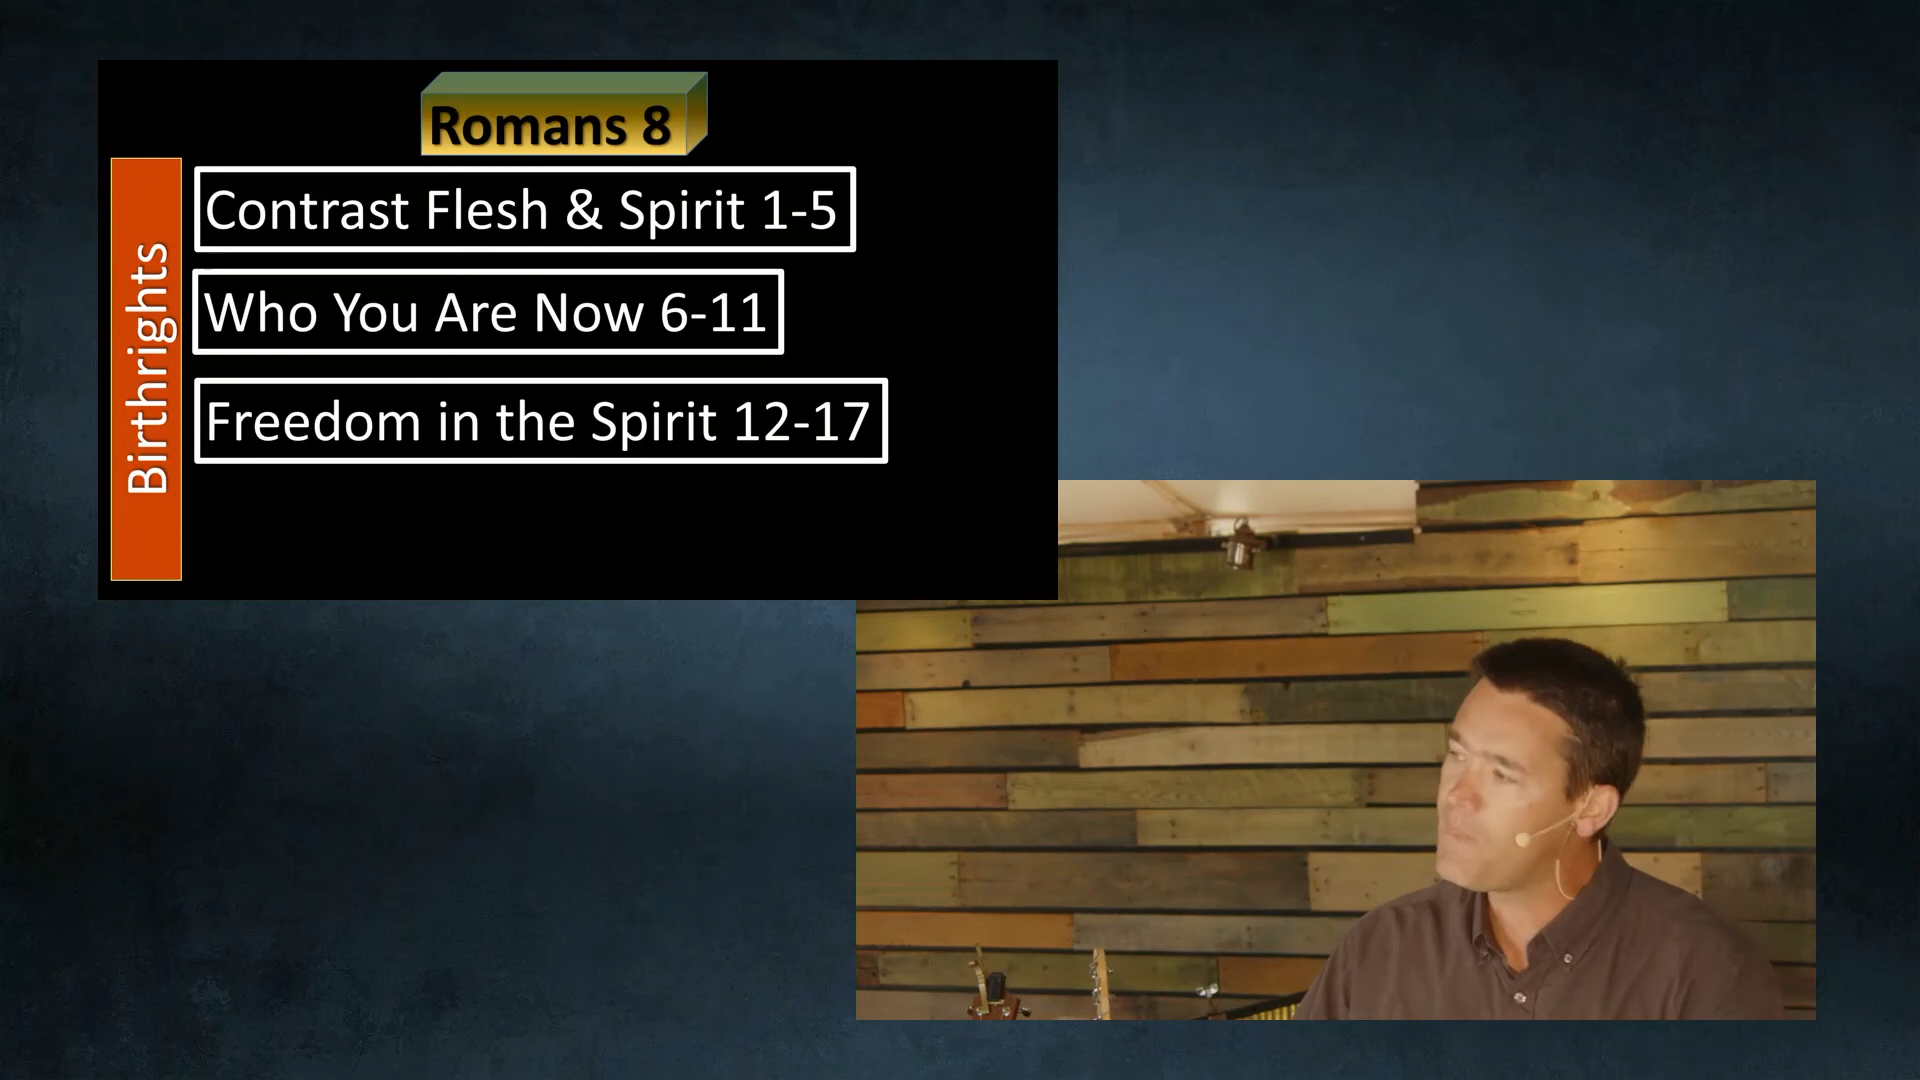 Romans 8
Birthrights
Contrast Flesh & Spirit 1-5
Who You Are Now 6-11
Freedom in the Spirit 12-17